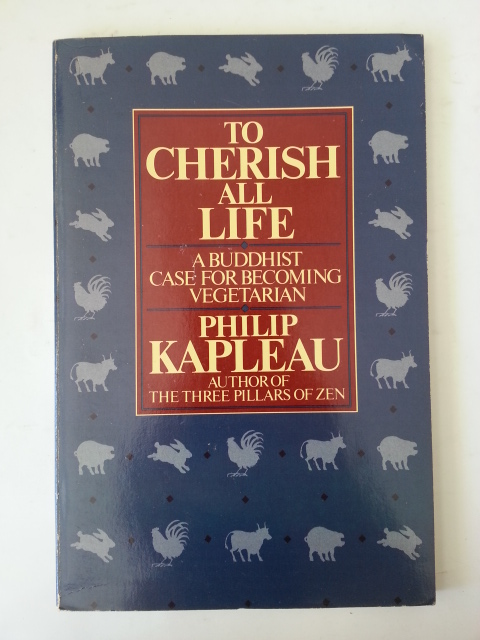 TO
CHERISH
ALL
LIFE
A BUDDHIST
CASE FOR BECOMING
VEGETARIAN
PHILIP
KAPLEAU
AUTHOR OF
THE THREE PILLARS OF ZEN